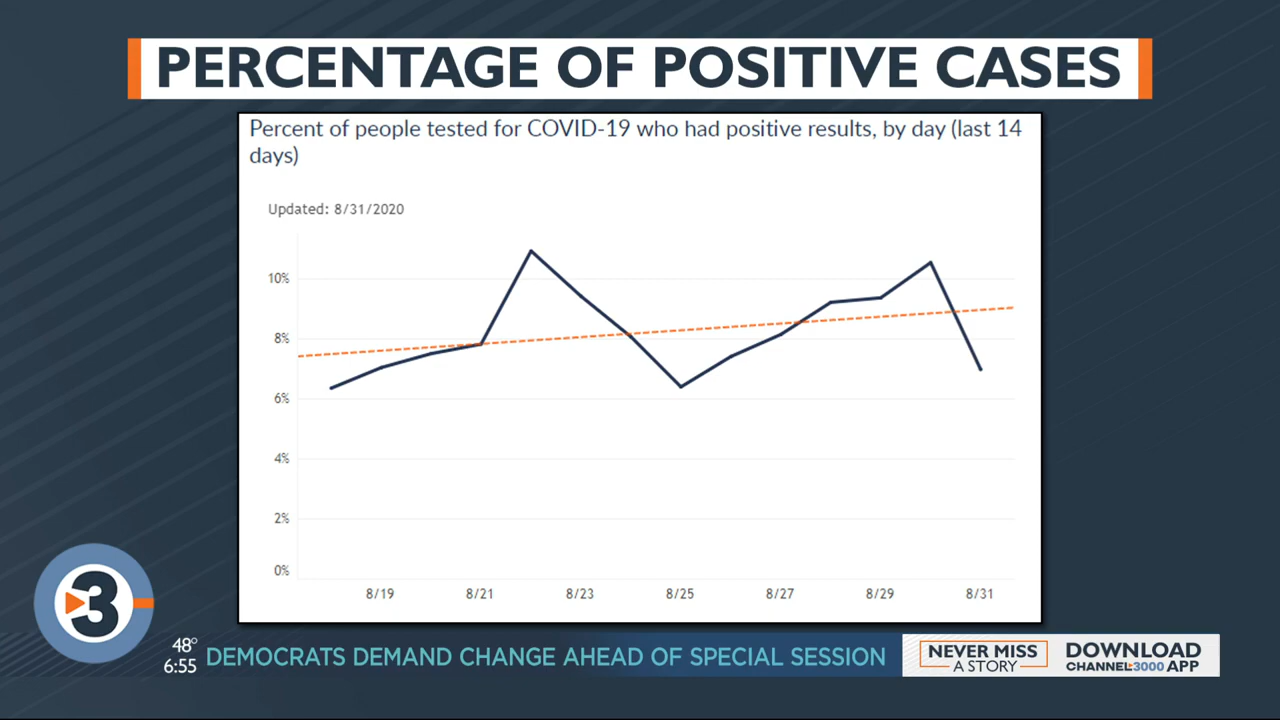 PERCENTAGE OF POSITIVE CASES
Percent of people tested for COVID-19 who had positive results, by day (last 14
days)
Updated: 8/31/2020
10%
8%
6%
4%
2%
0%
8/19 8/21 8/23 8/25 8/27 8/29 8/31
3
48°
6:55
DEMOCRATS DEMAND CHANGE AHEAD OF SPECIAL SESSION
NEVER MISS
A STORY
DOWNLOAD
CHANNEL3000 APP